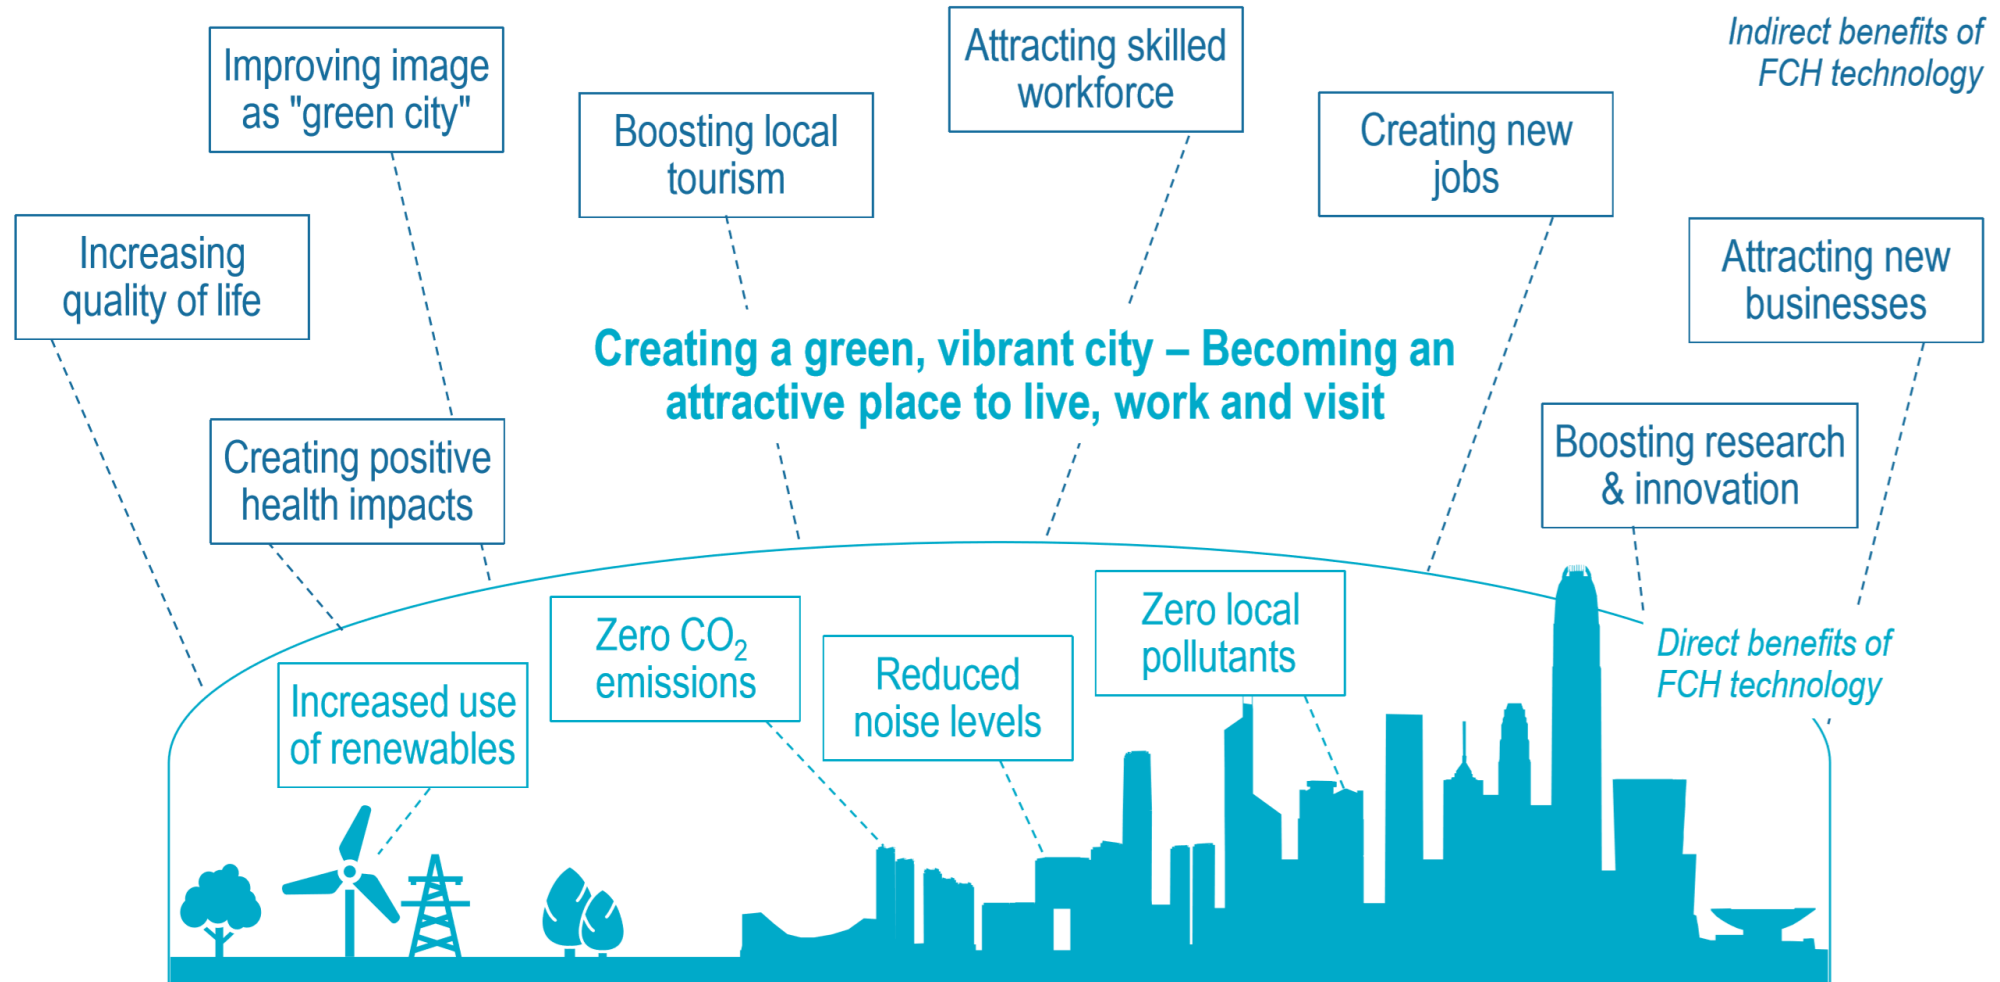 Indirect benefits of
FCH technology
Improving image
as "green city"
Attracting skilled
workforce
Boosting local
tourism
Creating new
jobs
Increasing
quality of life
Attracting new
businesses
Creating a green, vibrant city – Becoming an
attractive place to live, work and visit
Creating positive
health impacts
Boosting research
& innovation
Zero CO₂
emissions
Zero local
pollutants
Reduced
noise levels
Direct benefits of
FCH technology
Increased use
of renewables